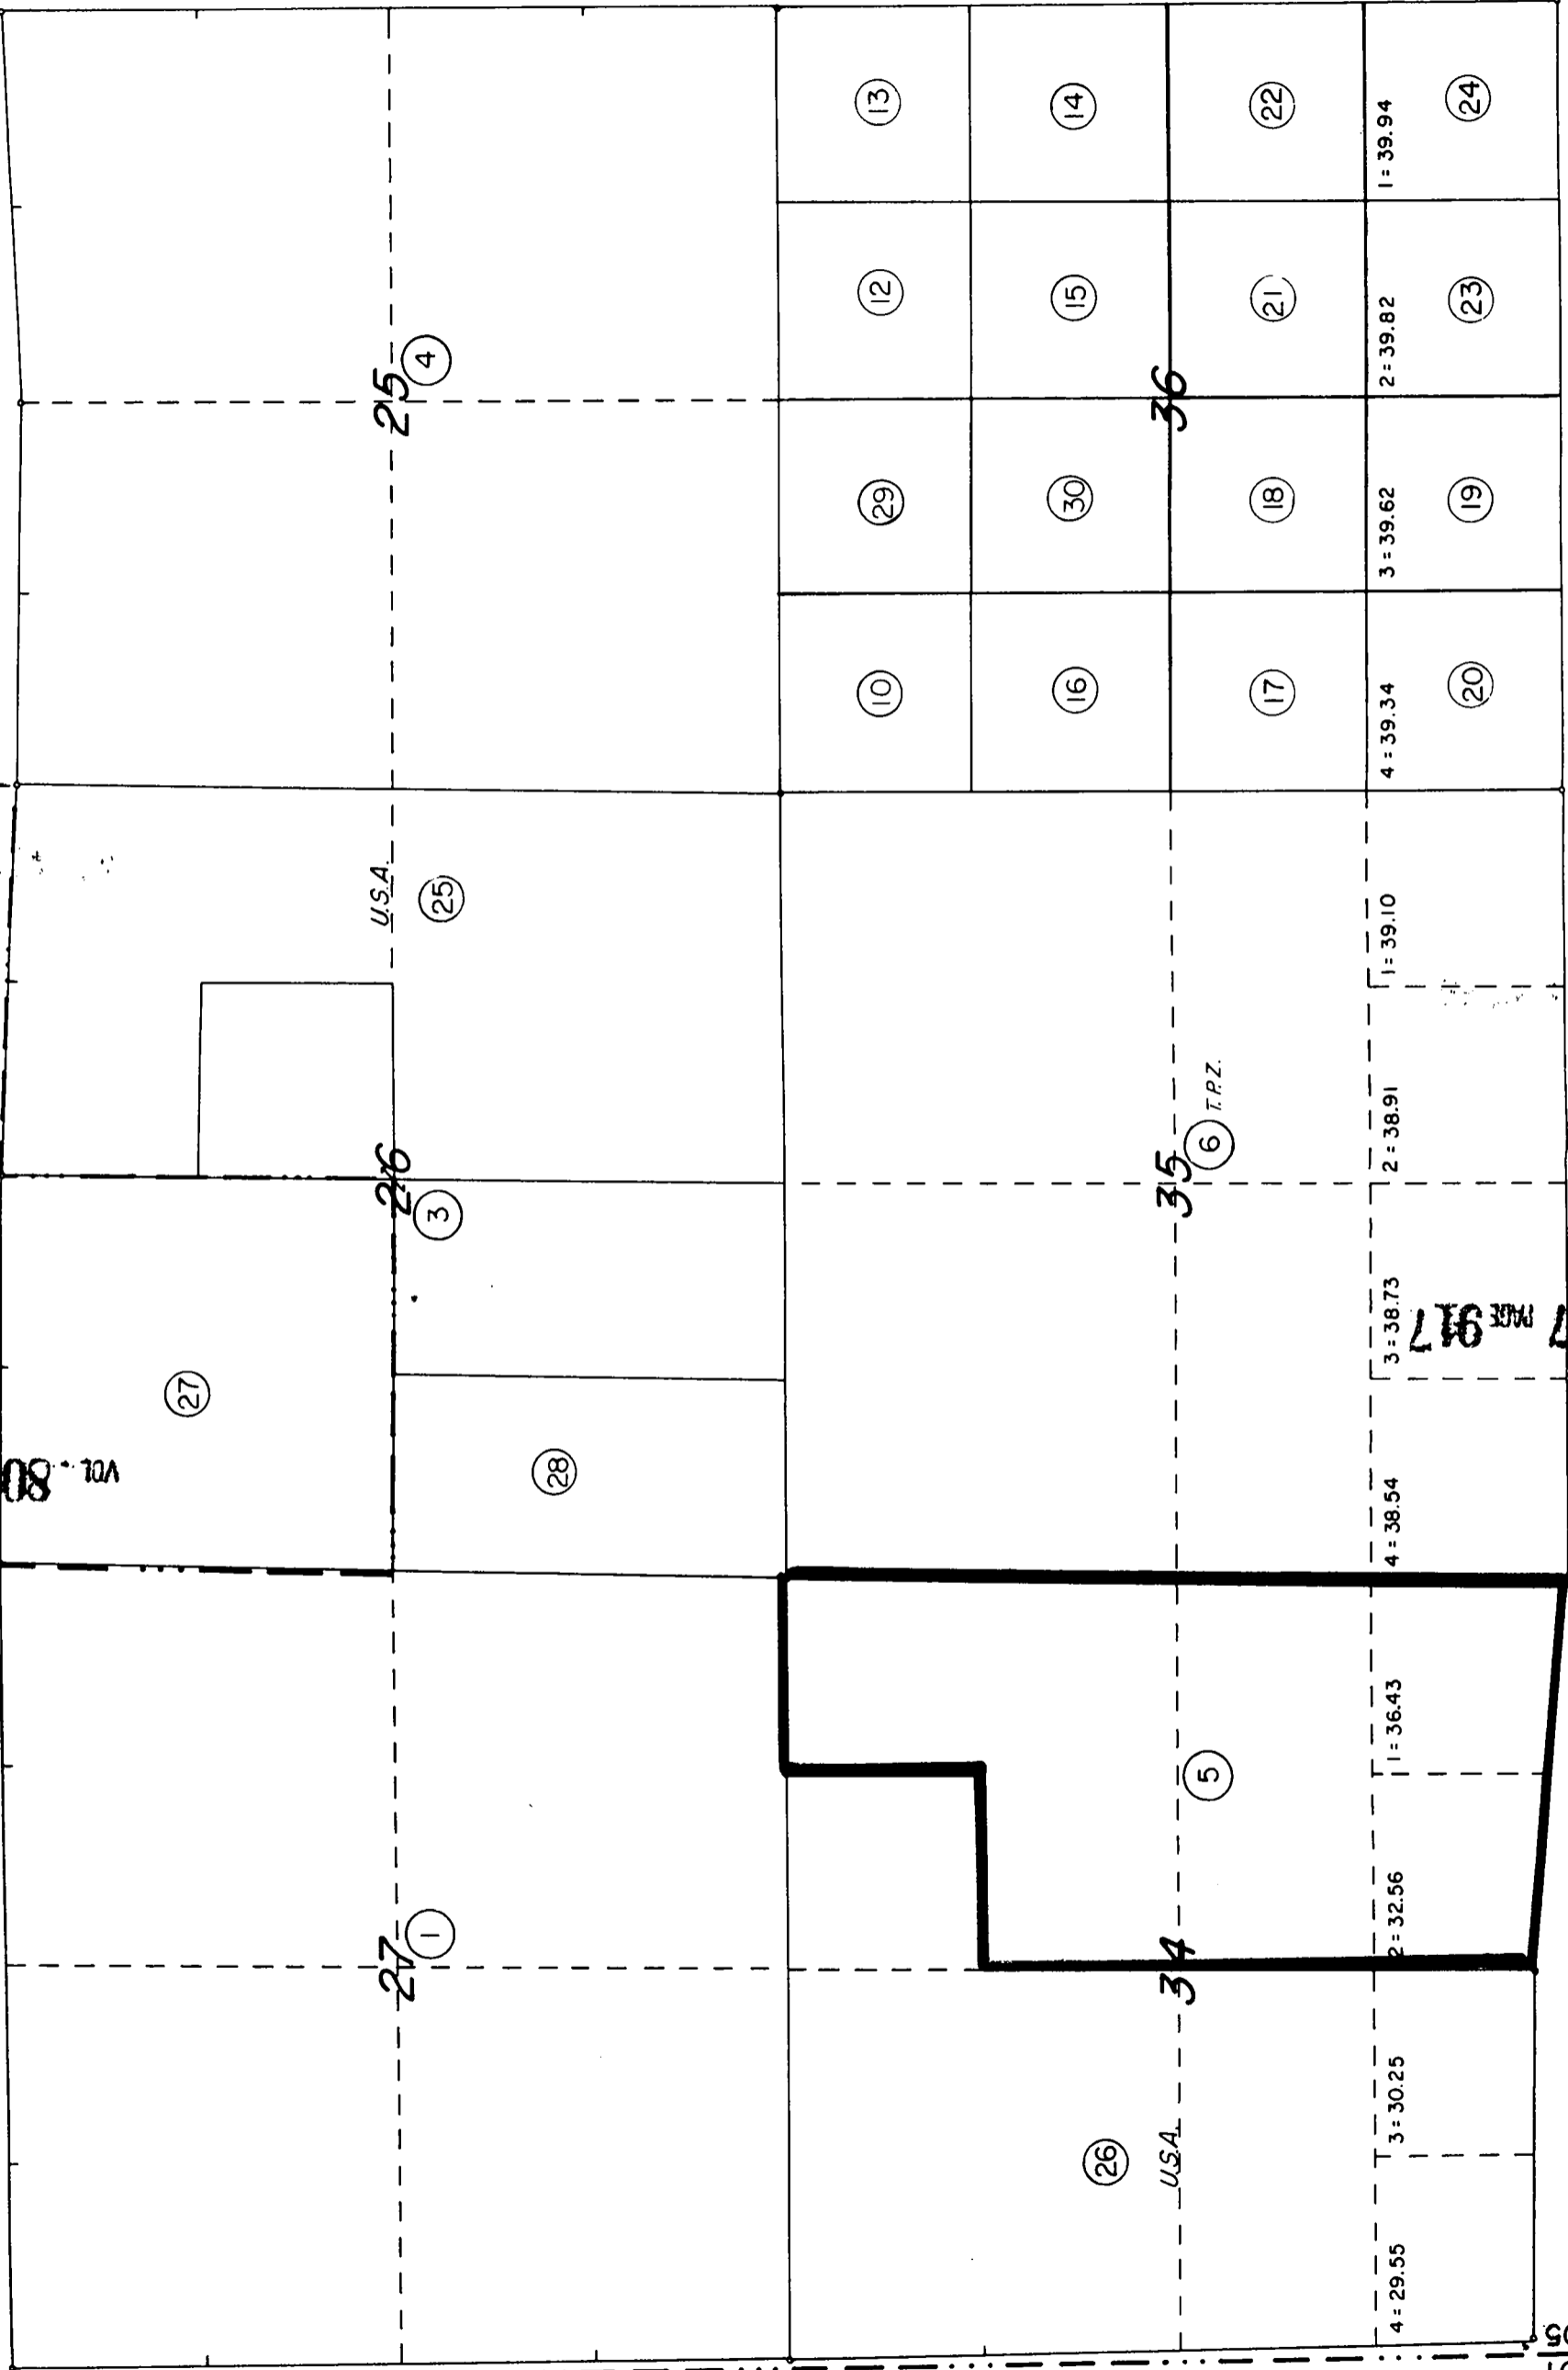 27
1
U.S.A.
26
3
25
25
4
27
28
VOL. 80
26
U.S.A.
34
5
35
6
T.P.Z.
36
10
29
12
13
16
30
15
14
17
18
21
22
4 = 29.55
3 = 30.25
2 = 32.56
1 = 36.43
4 = 38.54
3 = 38.73
2 = 38.91
1 = 39.10
4 = 39.34
3 = 39.62
2 = 39.82
1 = 39.94
20
19
23
24
7 PAGE 917